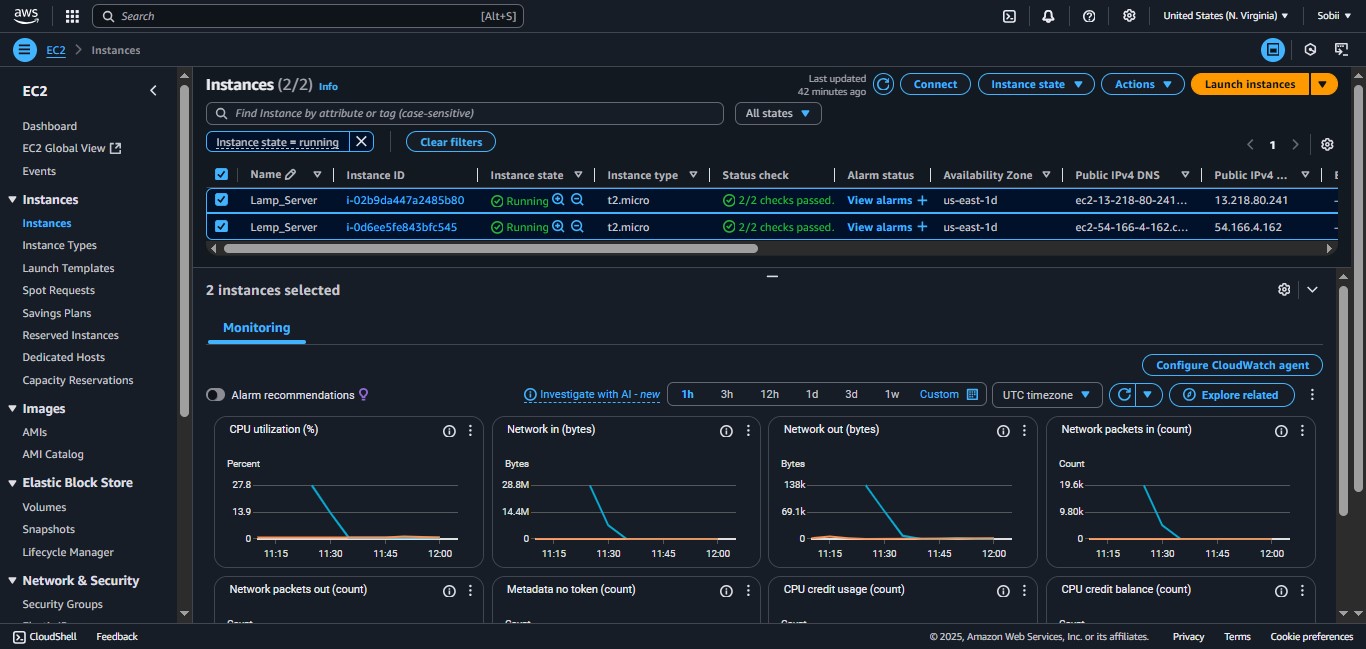 aws
Search [Alt+S]
United States (N. Virginia)
Sobii
EC2
Instances
EC2
Dashboard
EC2 Global View
Events
Instances
Instances
Instance Types
Launch Templates
Spot Requests
Savings Plans
Reserved Instances
Dedicated Hosts
Capacity Reservations
Images
AMIs
AMI Catalog
Elastic Block Store
Volumes
Snapshots
Lifecycle Manager
Network & Security
Security Groups
Instances (2/2) Info
Last updated
42 minutes ago
Connect
Instance state
Actions
Launch instances
Find Instance by attribute or tag (case-sensitive)
All states
Instance state = running
Clear filters
1
Name Instance ID Instance state Instance type Status check Alarm status Availability Zone Public IPv4 DNS Public IPv4 ...
Lamp_Server i-02b9da447a2485b80 Running t2.micro 2/2 checks passed. View alarms + us-east-1d ec2-13-218-80-241... 13.218.80.241 –
Lamp_Server i-0d6ee5fe843bfc545 Running t2.micro 2/2 checks passed. View alarms + us-east-1d ec2-54-166-4-162.c... 54.166.4.162 –
2 instances selected
Monitoring
Configure CloudWatch agent
Alarm recommendations
Investigate with AI - new
1h 3h 12h 1d 3d 1w Custom
UTC timezone
Explore related
CPU utilization (%)
Percent
27.8
13.9
0
11:15 11:30 11:45 12:00
Network in (bytes)
Bytes
28.8M
14.4M
0
11:15 11:30 11:45 12:00
Network out (bytes)
Bytes
138k
69.1k
0
11:15 11:30 11:45 12:00
Network packets in (count)
Count
19.6k
9.80k
0
11:15 11:30 11:45 12:00
Network packets out (count)
Count
Metadata no token (count)
Count
CPU credit usage (count)
Count
CPU credit balance (count)
Count
CloudShell
Feedback
© 2025, Amazon Web Services, Inc. or its affiliates.
Privacy
Terms
Cookie preferences